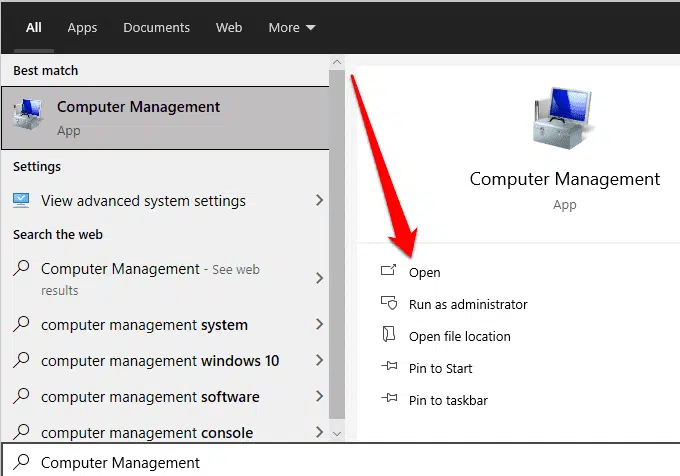 All Apps Documents Web More
Best match
Computer Management
App
Settings
View advanced system settings
Search the web
Computer Management - See web
results
computer management system
computer management windows 10
computer management software
computer management console
Computer Management
App
Open
Run as administrator
Open file location
Pin to Start
Pin to taskbar
Computer Management